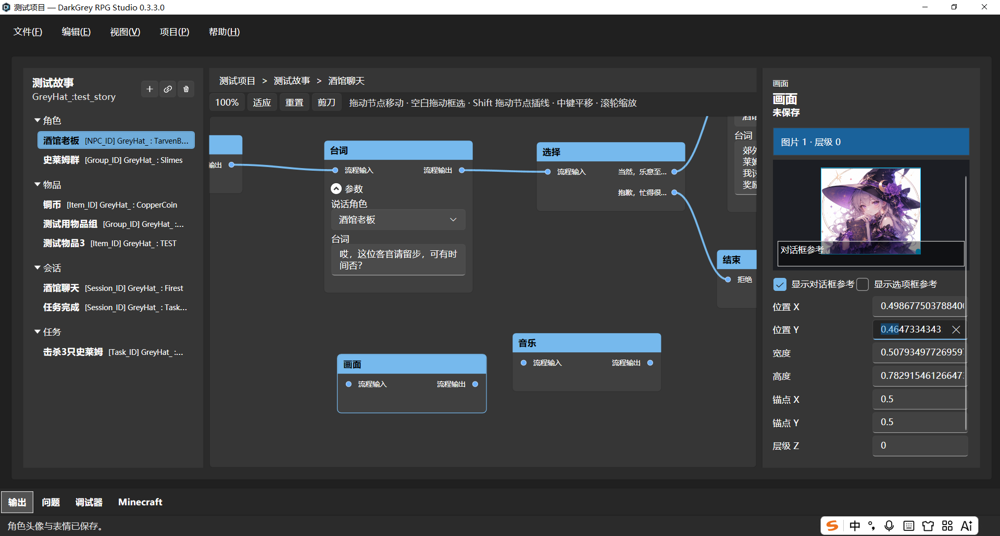 测试项目 — DarkGrey RPG Studio 0.3.3.0
文件(F) 编辑(E) 视图(V) 项目(P) 帮助(H)
测试故事
GreyHat_:test_story
角色
酒馆老板 [NPC_ID] GreyHat_ : TarvenB...
史莱姆群 [Group_ID] GreyHat_ : Slimes
物品
铜币 [Item_ID] GreyHat_ : CopperCoin
测试用物品组 [Group_ID] GreyHat_ :...
测试物品3 [Item_ID] GreyHat_ : TEST
会话
酒馆聊天 [Session_ID] GreyHat_ : Firest
任务完成 [Session_ID] GreyHat_ : Task...
任务
击杀3只史莱姆 [Task_ID] GreyHat_ :...
测试项目 > 测试故事 > 酒馆聊天
100% 适应 重置 剪刀 拖动节点移动 · 空白拖动框选 · Shift 拖动节点插线 · 中键平移 · 滚轮缩放
输出
台词
流程输入 流程输出
参数
说话角色
酒馆老板
台词
哎，这位客官请留步，可有时
间否？
选择
流程输入 当然，乐意至...
抱歉，忙得很...
台词
郊外
莱姆
我讨
奖励
结束
拒绝
画面
流程输入 流程输出
音乐
流程输入 流程输出
画面
画面
未保存
图片 1 · 层级 0
对话框参考
显示对话框参考 显示选项框参考
位置 X 0.49867750378840
位置 Y 0.4647334343
宽度 0.50793497726959
高度 0.78291546126647
锚点 X 0.5
锚点 Y 0.5
层级 Z 0
输出 问题 调试器 Minecraft
角色头像与表情已保存。
中